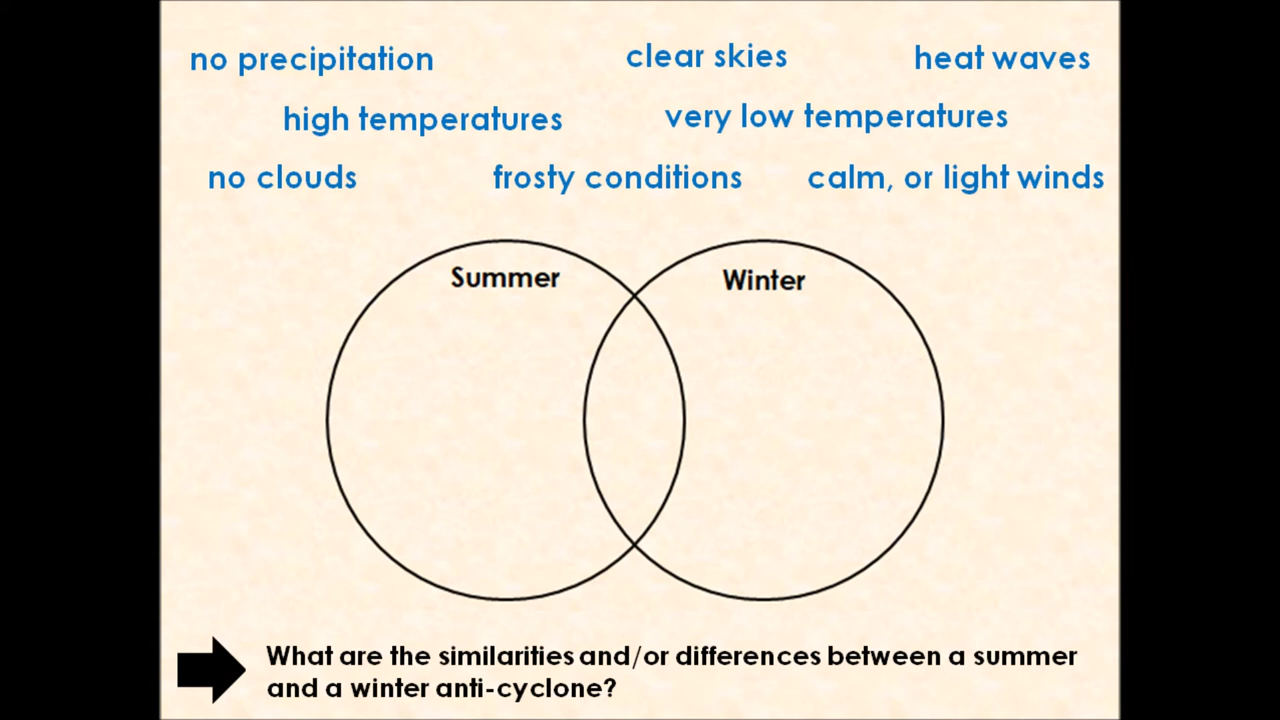 no precipitation clear skies heat waves
high temperatures very low temperatures
no clouds frosty conditions calm, or light winds
Summer Winter
What are the similarities and/or differences between a summer
and a winter anti-cyclone?